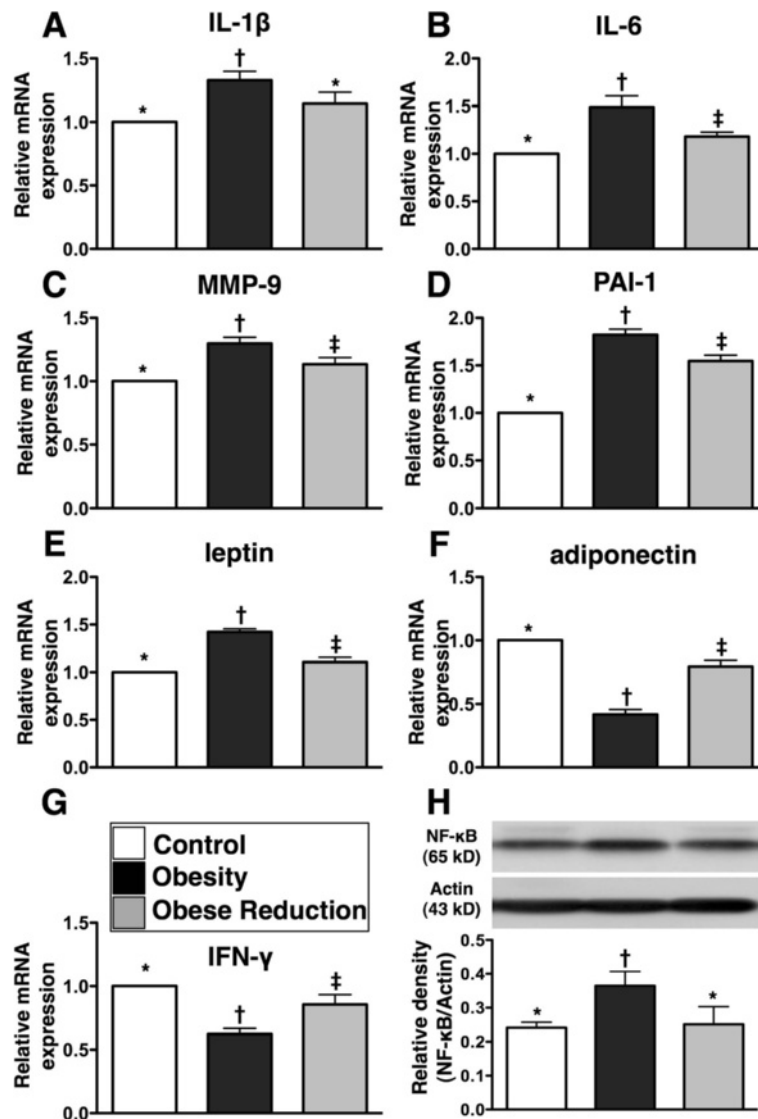 A
IL-1β
Relative mRNA
expression
1.5
1.0
0.5
0.0
*
†
*
B
IL-6
Relative mRNA
expression
2.0
1.5
1.0
0.5
0.0
*
†
‡
C
MMP-9
Relative mRNA
expression
1.5
1.0
0.5
0.0
*
†
‡
D
PAI-1
Relative mRNA
expression
2.0
1.5
1.0
0.5
0.0
*
†
‡
E
leptin
Relative mRNA
expression
2.0
1.5
1.0
0.5
0.0
*
†
‡
F
adiponectin
Relative mRNA
expression
1.5
1.0
0.5
0.0
*
†
‡
G
Control
Obesity
Obese Reduction
IFN-γ
Relative mRNA
expression
1.0
0.5
0.0
*
†
‡
H
NF-κB
(65 kD)
Actin
(43 kD)
Relative density
(NF-κB/Actin)
0.5
0.4
0.3
0.2
0.1
0.0
*
†
*